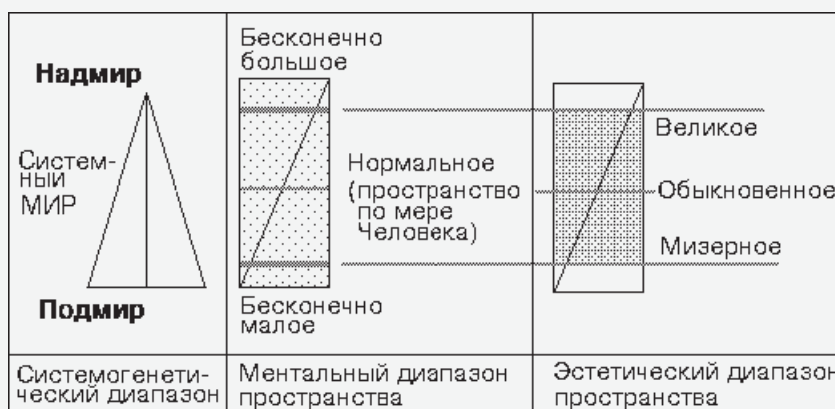 Надмир
Систем-
ный
МИР
Подмир
Системогенети-
ческий диапазон
Бесконечно
большое
Нормальное
(пространство
по мере
Человека)
Бесконечно
малое
Ментальный диапазон
пространства
Великое
Обыкновенное
Мизерное
Эстетический диапазон
пространства